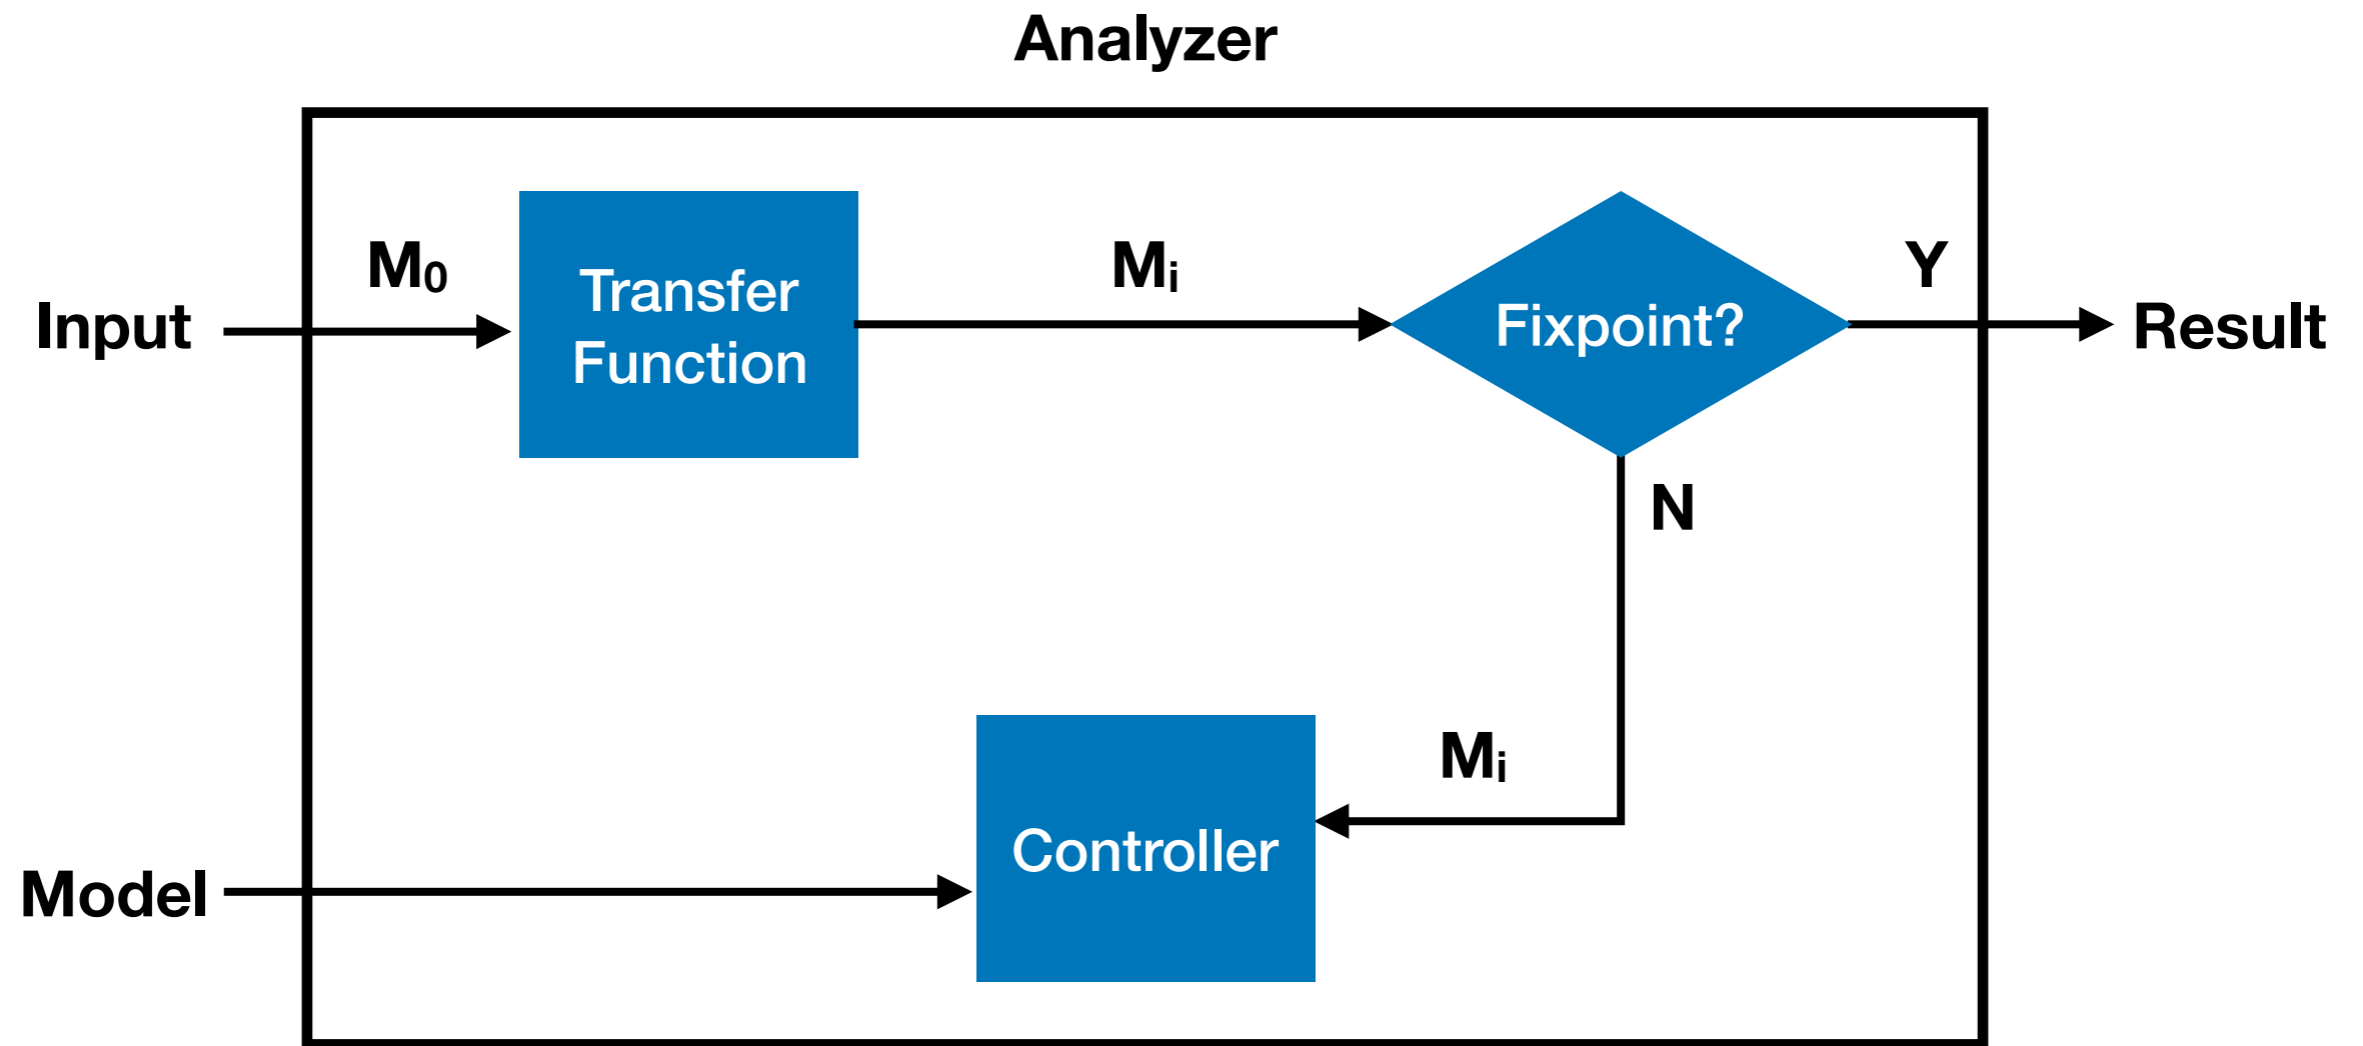 Analyzer
Input
M₀
Transfer
Function
Mᵢ
Fixpoint?
Y
Result
N
Mᵢ
Controller
Model